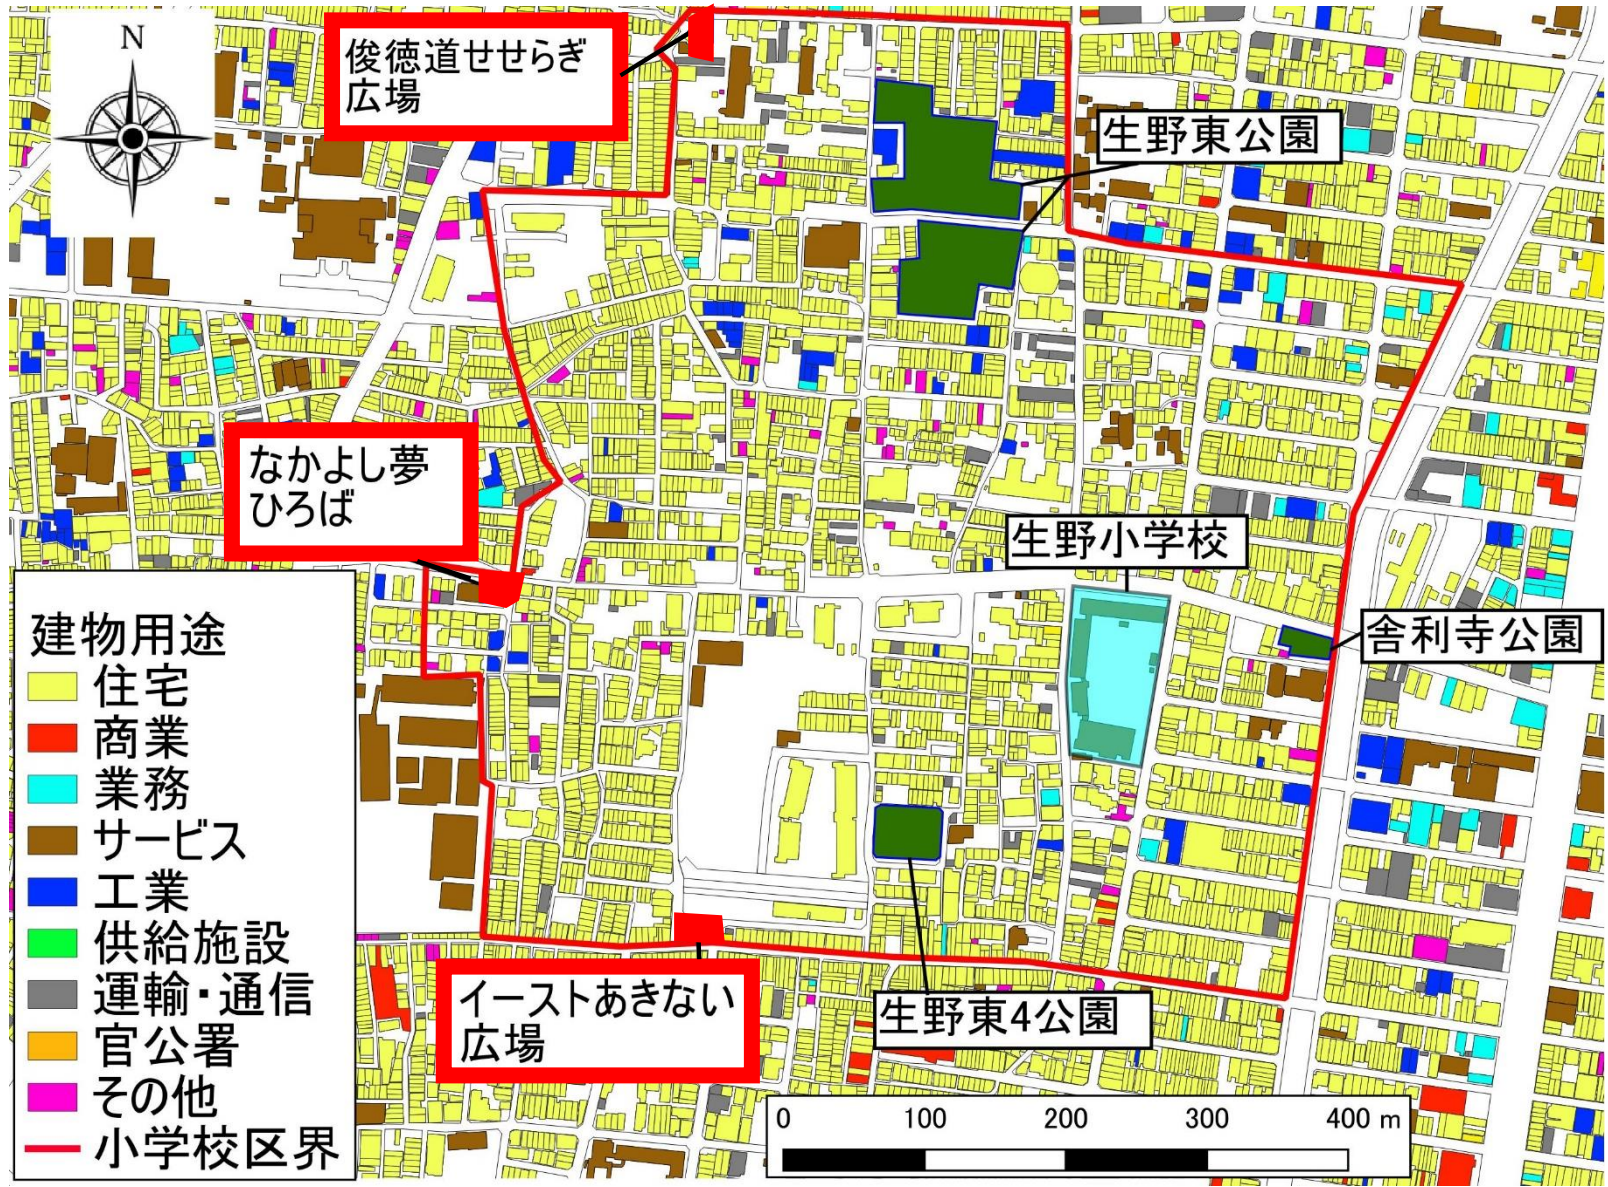 N
俊徳道せせらぎ
広場
生野東公園
なかよし夢
ひろば
生野小学校
舎利寺公園
建物用途
住宅
商業
業務
サービス
工業
供給施設
運輸・通信
官公署
その他
小学校区界
イーストあきない
広場
生野東4公園
0 100 200 300 400 m